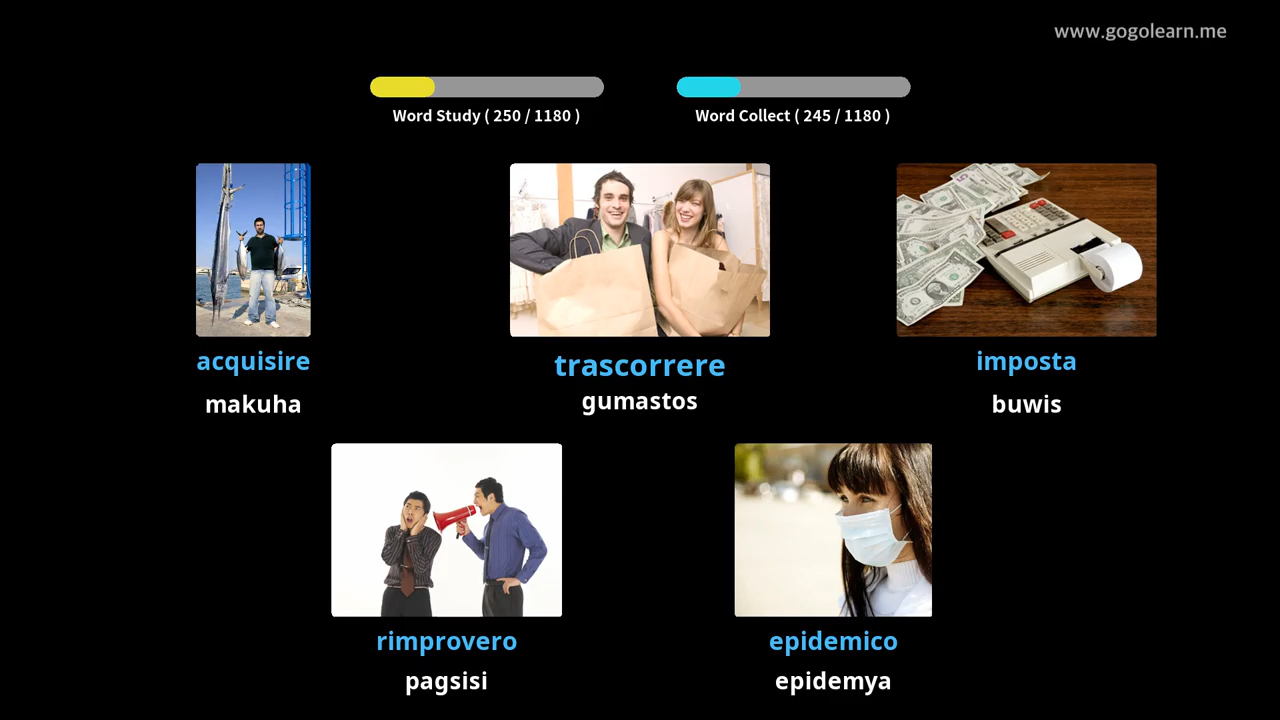 www.gogolearn.me
Word Study ( 250 / 1180 )
Word Collect ( 245 / 1180 )
acquisire
makuha
trascorrere
gumastos
imposta
buwis
rimprovero
pagsisi
epidemico
epidemya